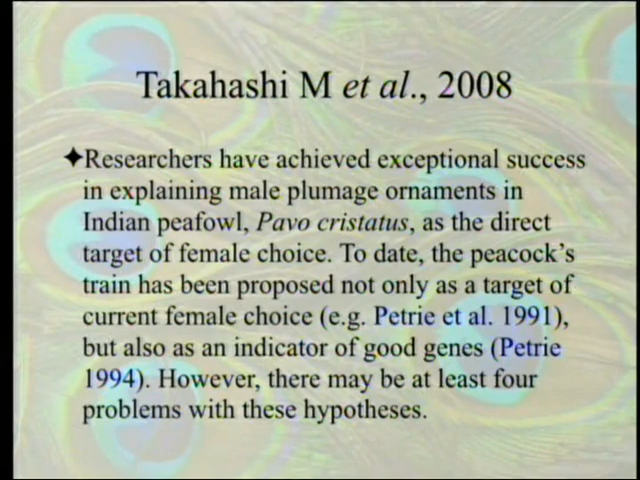 Takahashi M et al., 2008
✦Researchers have achieved exceptional success
in explaining male plumage ornaments in
Indian peafowl, Pavo cristatus, as the direct
target of female choice. To date, the peacock's
train has been proposed not only as a target of
current female choice (e.g. Petrie et al. 1991),
but also as an indicator of good genes (Petrie
1994). However, there may be at least four
problems with these hypotheses.